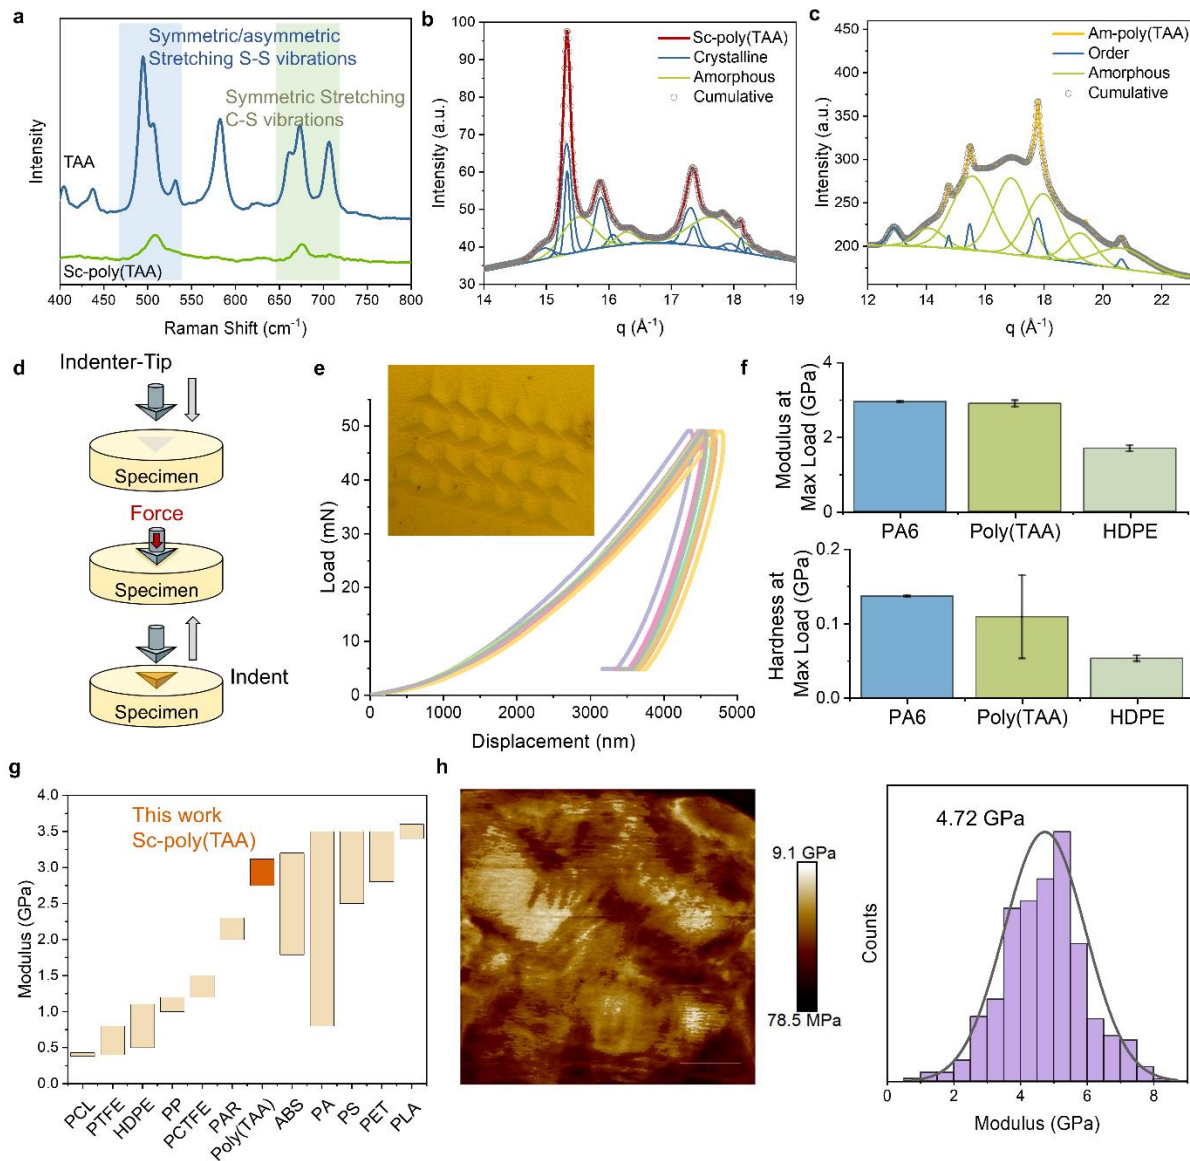 a
Symmetric/asymmetric
Stretching S-S vibrations
Symmetric Stretching
C-S vibrations
TAA
Sc-poly(TAA)
Intensity
400 450 500 550 600 650 700 750 800
Raman Shift (cm-1)
b
Sc-poly(TAA)
Crystalline
Amorphous
Cumulative
Intensity (a.u.)
100
90
80
70
60
50
40
30
14 15 16 17 18 19
q (Å-1)
c
Am-poly(TAA)
Order
Amorphous
Cumulative
Intensity (a.u.)
450
400
350
300
250
200
12 14 16 18 20 22
q (Å-1)
d
Indenter-Tip
Specimen
Force
Specimen
Indent
Specimen
e
Load (mN)
50
40
30
20
10
0
0 1000 2000 3000 4000 5000
Displacement (nm)
f
Modulus at
Max Load (GPa)
4
2
0
PA6 Poly(TAA) HDPE
Hardness at
Max Load (GPa)
0.2
0.1
0.0
PA6 Poly(TAA) HDPE
g
This work
Sc-poly(TAA)
Modulus (GPa)
4.0
3.5
3.0
2.5
2.0
1.5
1.0
0.5
0.0
PCL PTFE HDPE PP PCTFE PAR Poly(TAA) ABS PA PS PET PLA
h
9.1 GPa
78.5 MPa
4.72 GPa
Counts
2 4 6 8
Modulus (GPa)